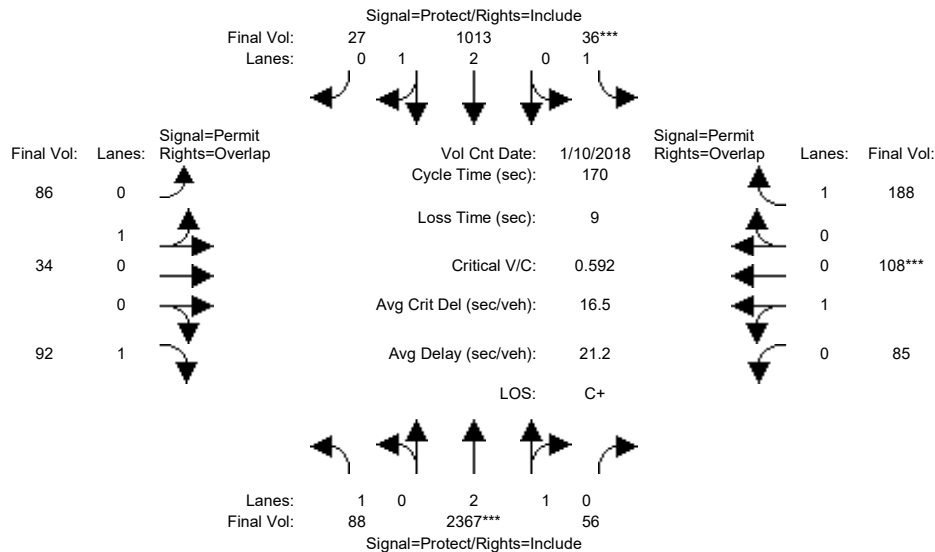 Signal=Protect/Rights=Include
Final Vol: 27 1013 36***
Lanes: 0 1 2 0 1
Signal=Permit
Final Vol: Lanes: Rights=Overlap
Vol Cnt Date: 1/10/2018
Signal=Permit
Rights=Overlap Lanes: Final Vol:
Cycle Time (sec): 170
86 0
1 188
Loss Time (sec): 9
1
0
34 0
Critical V/C: 0.592
0 108***
0
Avg Crit Del (sec/veh): 16.5
1
92 1
Avg Delay (sec/veh): 21.2
0 85
LOS: C+
Lanes: 1 0 2 1 0
Final Vol: 88 2367*** 56
Signal=Protect/Rights=Include